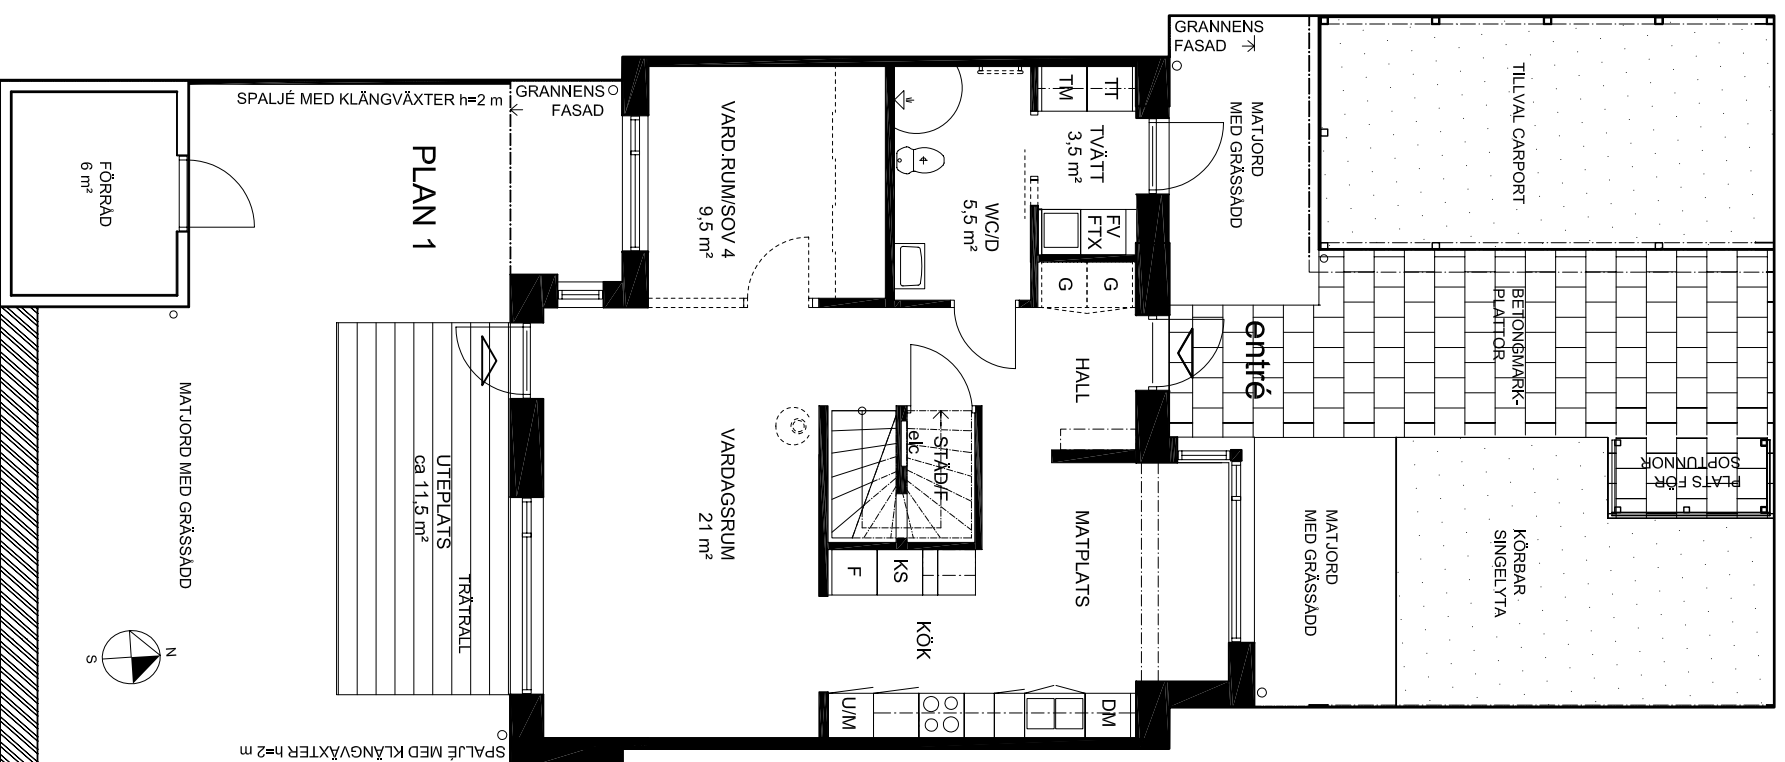 GRANNENS
FASAD
TILLVAL CARPORT
MATJORD
MED GRÄSSÅDD
BETONGMARK-
PLATTOR
entré
PLATS FÖR
SOPTUNNOR
KÖRBAR
SINGELYTA
MATJORD
MED GRÄSSÅDD
TM
TT
TVÄTT
3,5 m²
FV
FTX
WC/D
5,5 m²
G
G
HALL
VARD.RUM/SOV 4
9,5 m²
STÄD/F
elc
MATPLATS
KS
F
KÖK
U/M
DM
VARDAGSRUM
21 m²
GRANNENS
FASAD
SPALJÉ MED KLÄNGVÄXTER h=2 m
PLAN 1
FÖRRÅD
6 m²
MATJORD MED GRÄSSÅDD
UTEPLATS
ca 11,5 m²
TRÄTRALL
N
S
SPALJÉ MED KLÄNGVÄXTER h=2 m